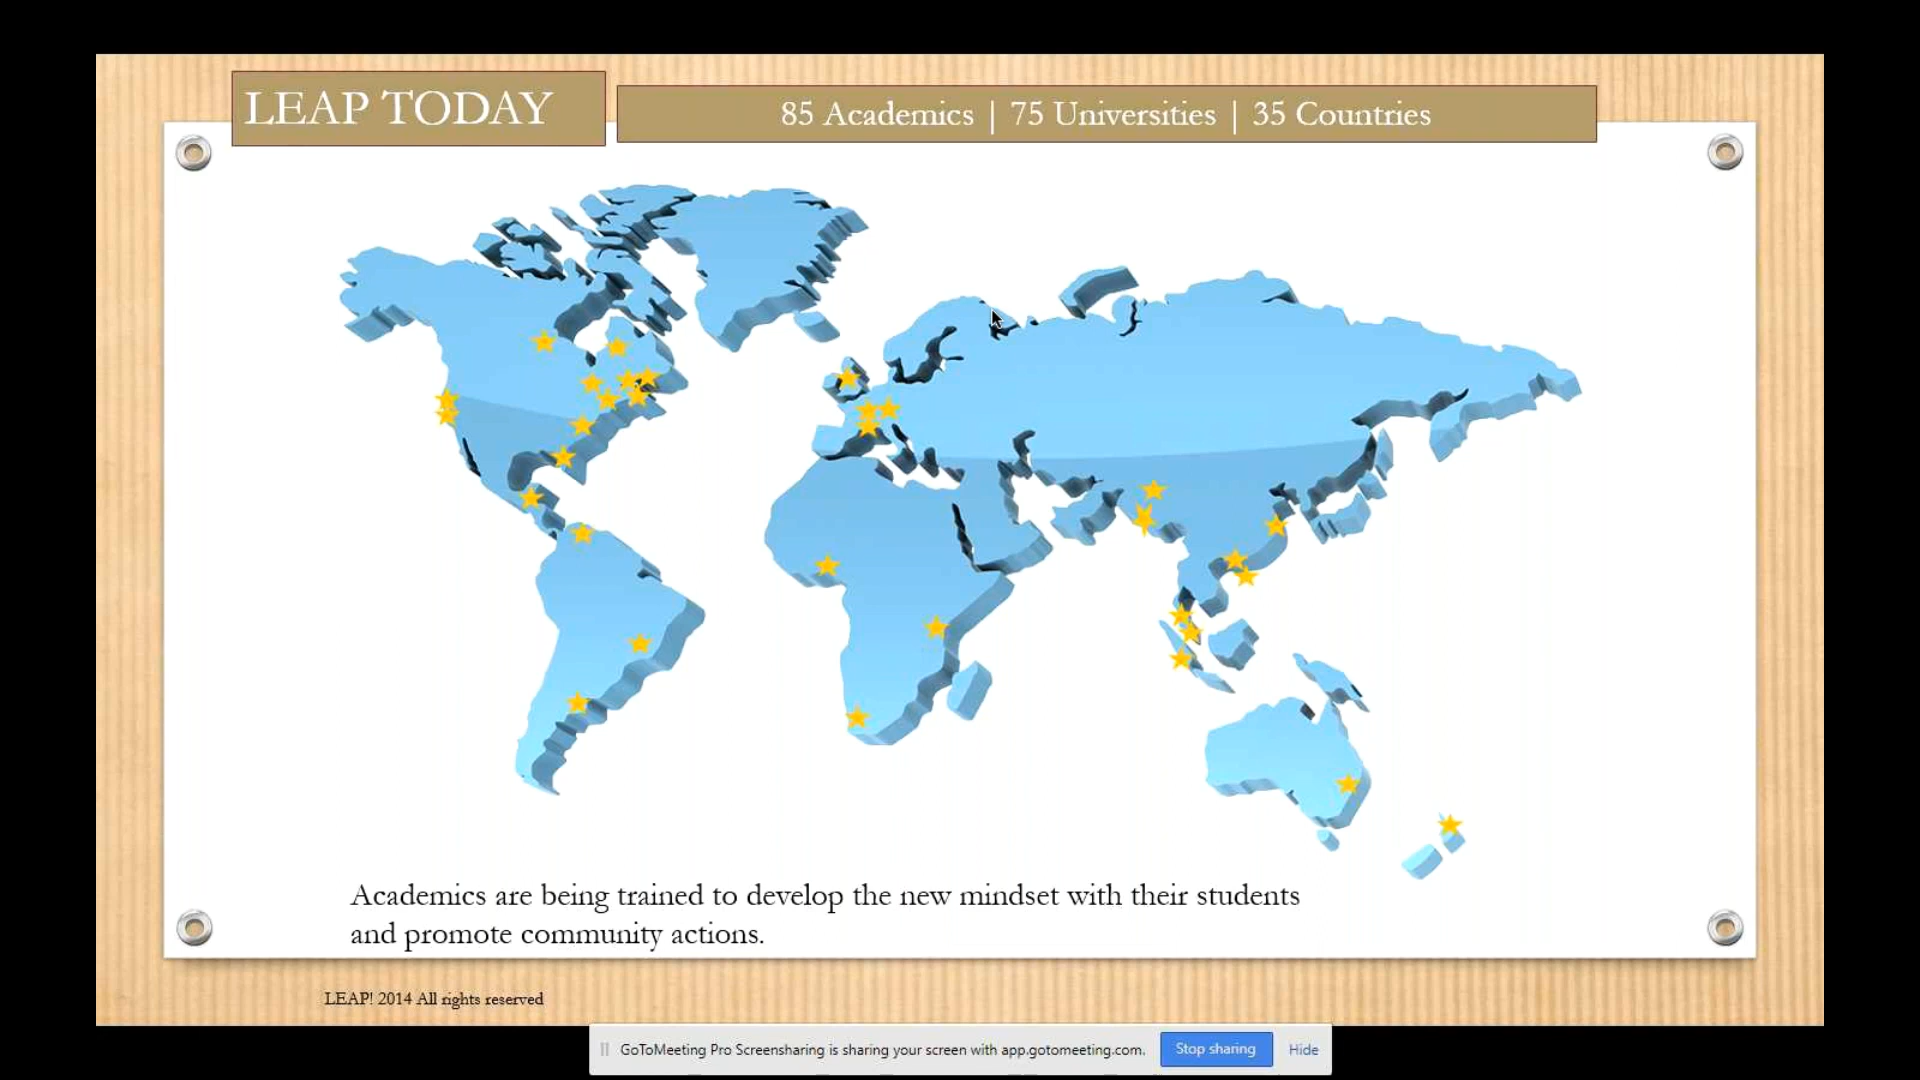 LEAP TODAY
85 Academics | 75 Universities | 35 Countries
Academics are being trained to develop the new mindset with their students
and promote community actions.
LEAP! 2014 All rights reserved
GoToMeeting Pro Screensharing is sharing your screen with app.gotomeeting.com.
Stop sharing
Hide